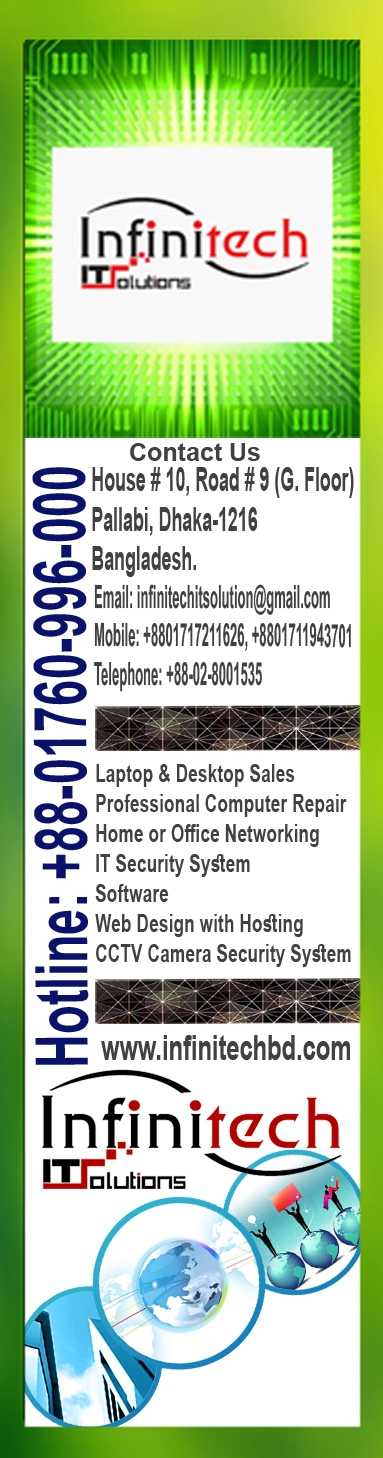 Infinitech
ITSolutions
Contact Us
House # 10, Road # 9 (G. Floor)
Pallabi, Dhaka-1216
Bangladesh.
Email: infinitechitsolution@gmail.com
Mobile: +8801717211626, +8801711943701
Telephone: +88-02-8001535
Hotline: +88-01760-996-000
Laptop & Desktop Sales
Professional Computer Repair
Home or Office Networking
IT Security System
Software
Web Design with Hosting
CCTV Camera Security System
www.infinitechbd.com
Infinitech
ITSolutions